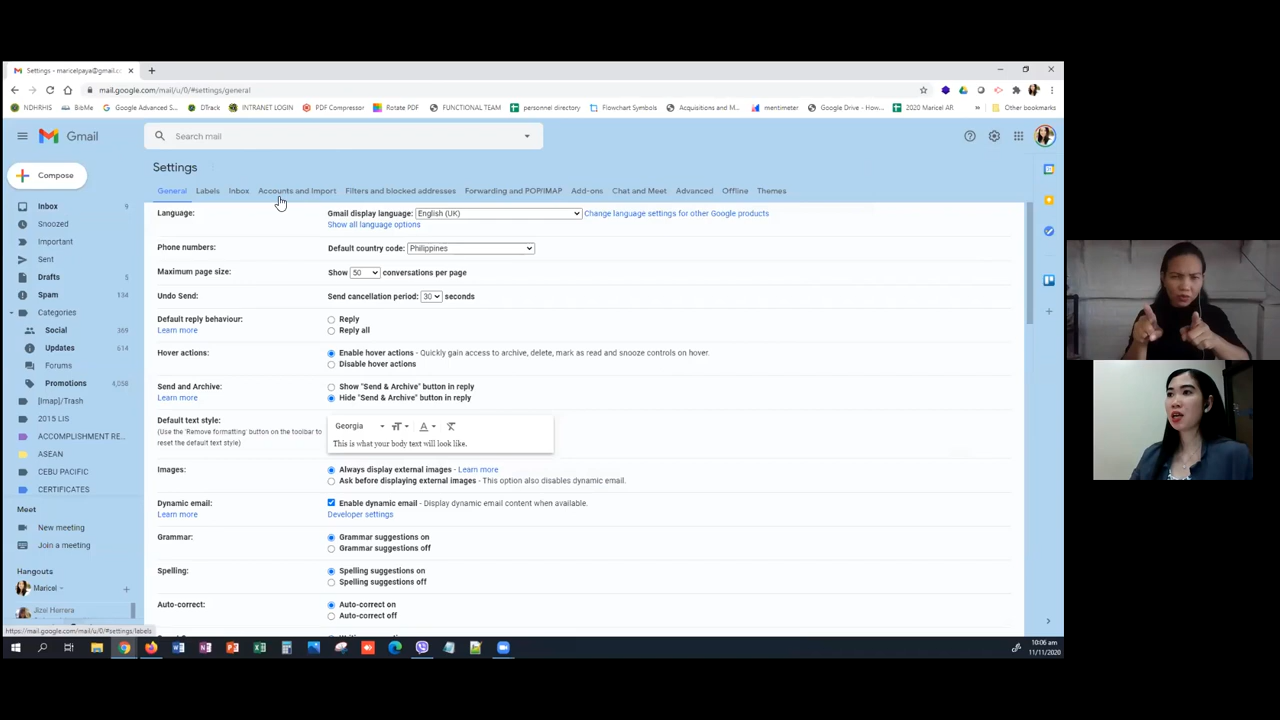 Settings - maricelpaya@gmail.co
mail.google.com/mail/u/0/#settings/general
NDHRHIS BibMe Google Advanced S... DTrack INTRANET LOGIN PDF Compressor Rotate PDF FUNCTIONAL TEAM personnel directory Flowchart Symbols Acquisitions and M... mentimeter Google Drive - How... 2020 Maricel AR » Other bookmarks
Gmail
Search mail
Compose
Inbox 9
Snoozed
Important
Sent
Drafts 5
Spam 134
Categories
Social 369
Updates 614
Forums
Promotions 4,058
[Imap]/Trash
2015 LIS
ACCOMPLISHMENT RE...
ASEAN
CEBU PACIFIC
CERTIFICATES
Meet
New meeting
Join a meeting
Hangouts
Maricel
Jizel Herrera
https://mail.google.com/mail/u/0/#settings/labels
Settings
General Labels Inbox Accounts and Import Filters and blocked addresses Forwarding and POP/IMAP Add-ons Chat and Meet Advanced Offline Themes
Language: Gmail display language: English (UK) Change language settings for other Google products
Show all language options
Phone numbers: Default country code: Philippines
Maximum page size: Show 50 conversations per page
Undo Send: Send cancellation period: 30 seconds
Default reply behaviour: Reply
Learn more Reply all
Hover actions: Enable hover actions - Quickly gain access to archive, delete, mark as read and snooze controls on hover.
Disable hover actions
Send and Archive: Show "Send & Archive" button in reply
Learn more Hide "Send & Archive" button in reply
Default text style:
(Use the 'Remove formatting' button on the toolbar to reset the default text style)
Georgia
This is what your body text will look like.
Images: Always display external images - Learn more
Ask before displaying external images - This option also disables dynamic email.
Dynamic email: Enable dynamic email - Display dynamic email content when available.
Learn more Developer settings
Grammar: Grammar suggestions on
Grammar suggestions off
Spelling: Spelling suggestions on
Spelling suggestions off
Auto-correct: Auto-correct on
Auto-correct off
10:06 am
11/11/2020